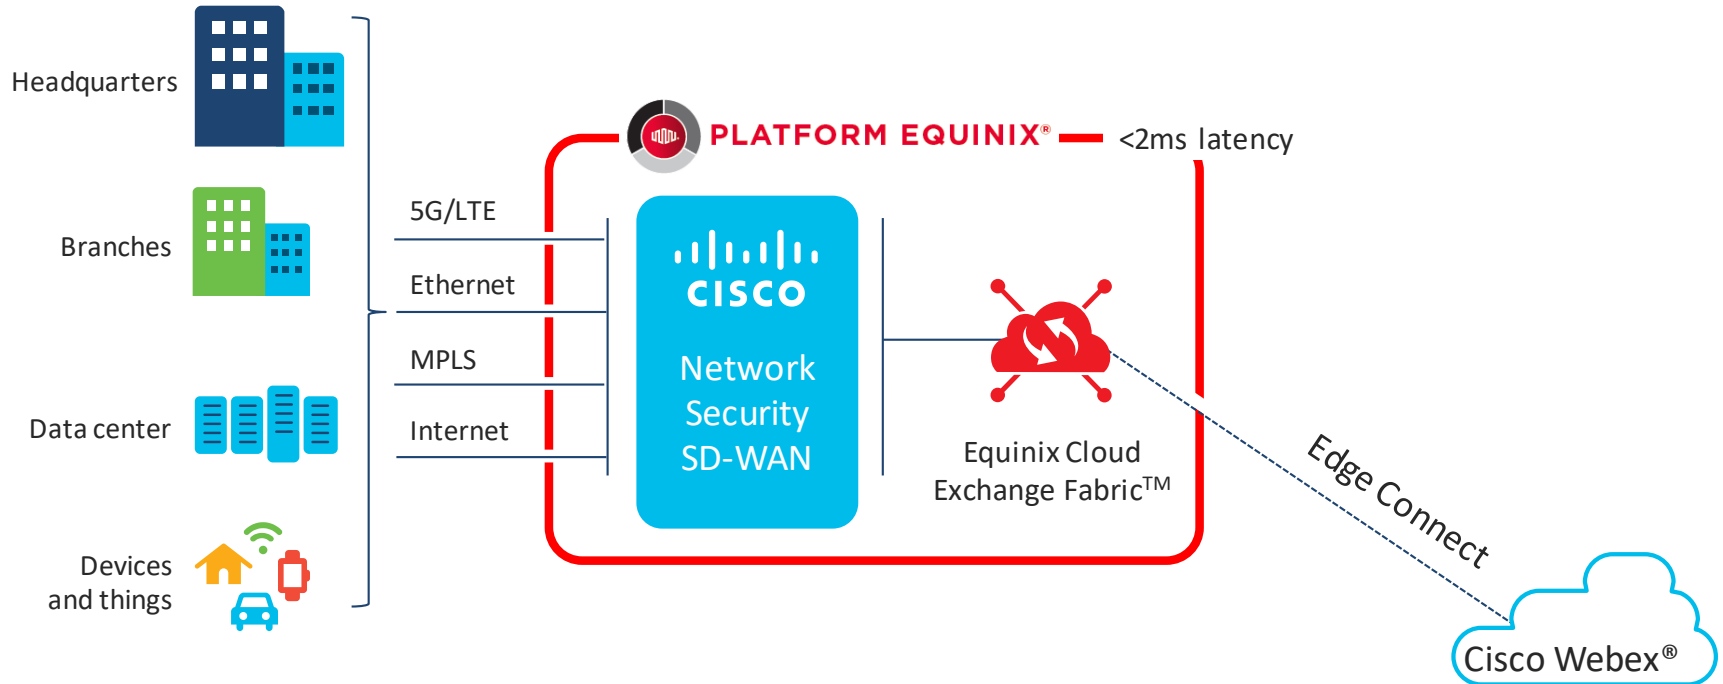 Headquarters
Branches
Data center
Devices
and things
5G/LTE
Ethernet
MPLS
Internet
PLATFORM EQUINIX®
<2ms latency
CISCO
Network
Security
SD-WAN
Equinix Cloud
Exchange Fabric™
Edge Connect
Cisco Webex®